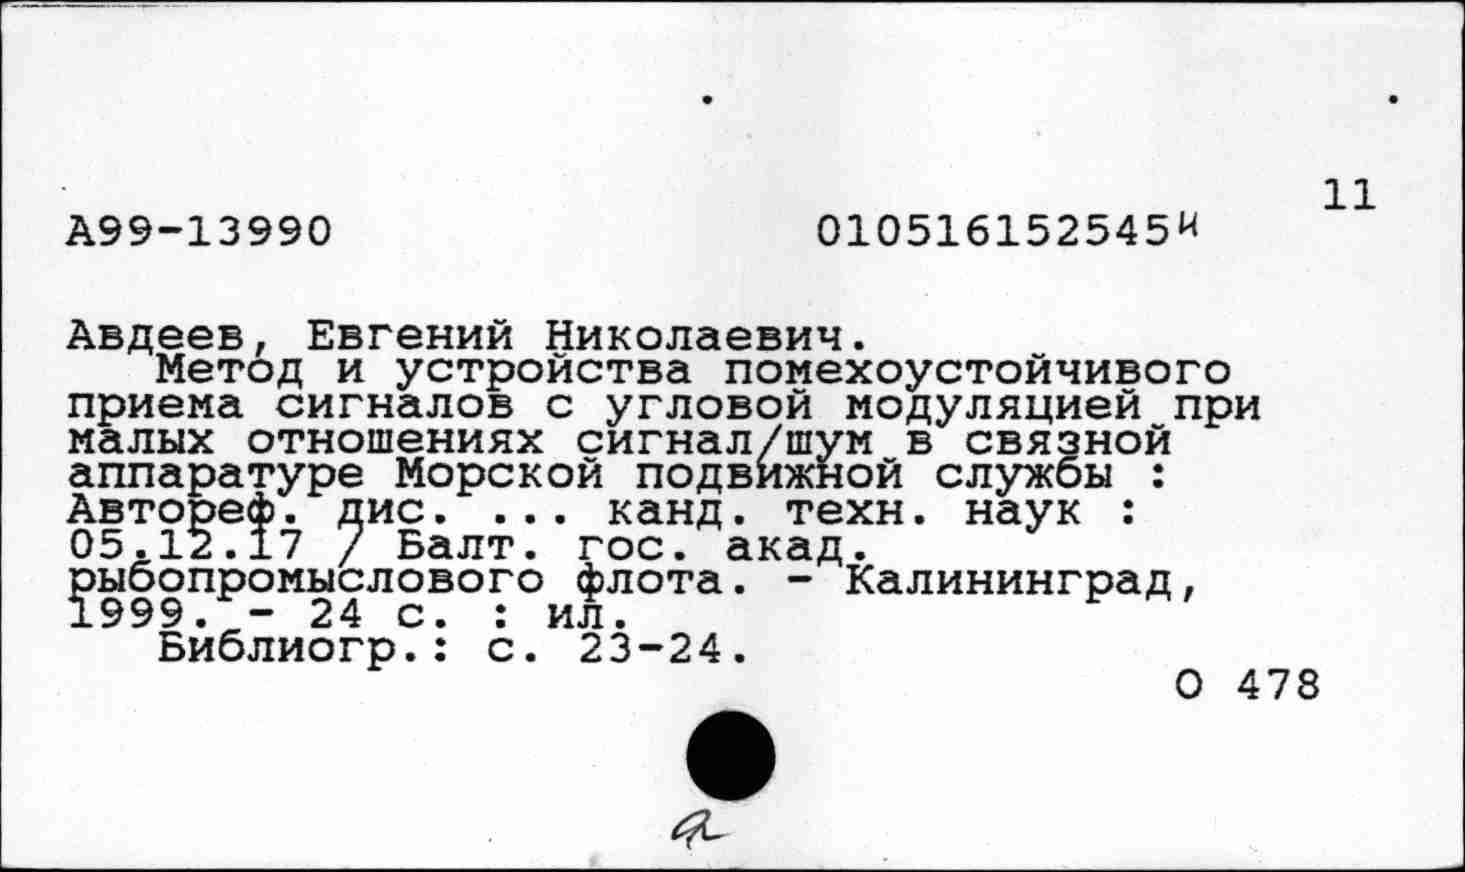 11
А99-13990 010516152545и
Авдеев, Евгений Николаевич.
Метод и устройства помехоустойчивого
приема сигналов с угловой модуляцией при
малых отношениях сигнал/шум в связной
аппаратуре Морской подвижной службы :
Автореф. дис. ... канд. техн. наук :
05.12.17 / Балт. гос. акад.
рыбопромыслового флота. - Калининград,
1999. - 24 с. : ил.
Библиогр.: с. 23-24.
О 478